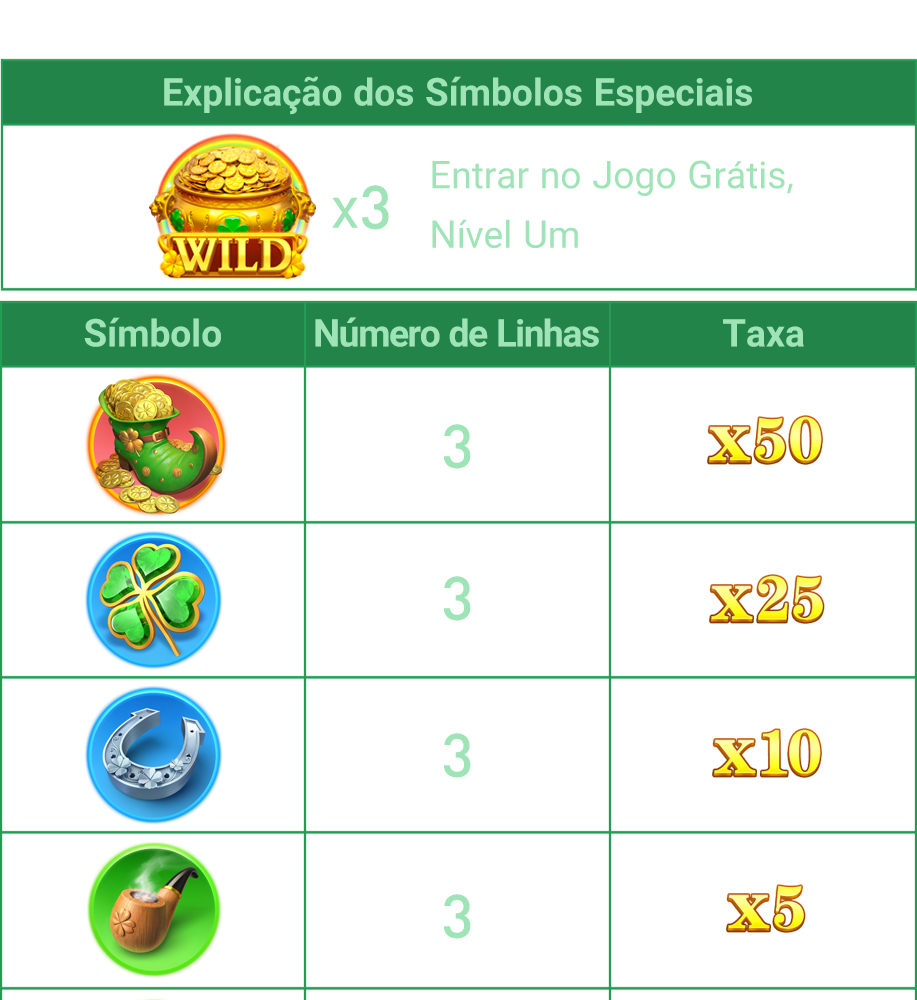 Explicação dos Símbolos Especiais
WILD
x3
Entrar no Jogo Grátis,
Nível Um
Símbolo Número de Linhas Taxa
3 x50
3 x25
3 x10
3 x5